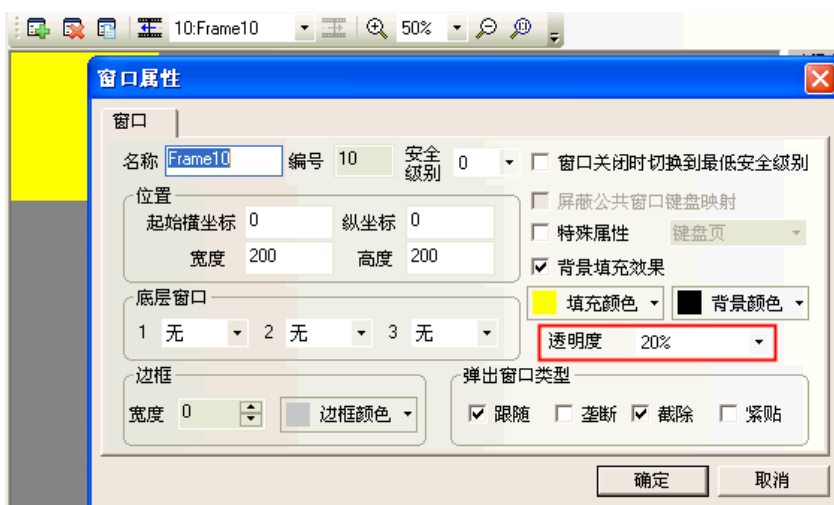 10:Frame10 50%
窗口属性
窗口
名称 Frame10 编号 10 安全级别 0 窗口关闭时切换到最低安全级别
位置 屏蔽公共窗口键盘映射
起始横坐标 0 纵坐标 0 特殊属性 键盘页
宽度 200 高度 200 背景填充效果
底层窗口 填充颜色 背景颜色
1 无 2 无 3 无 透明度 20%
边框 弹出窗口类型
宽度 0 边框颜色 跟随 垄断 截除 紧贴
确定 取消